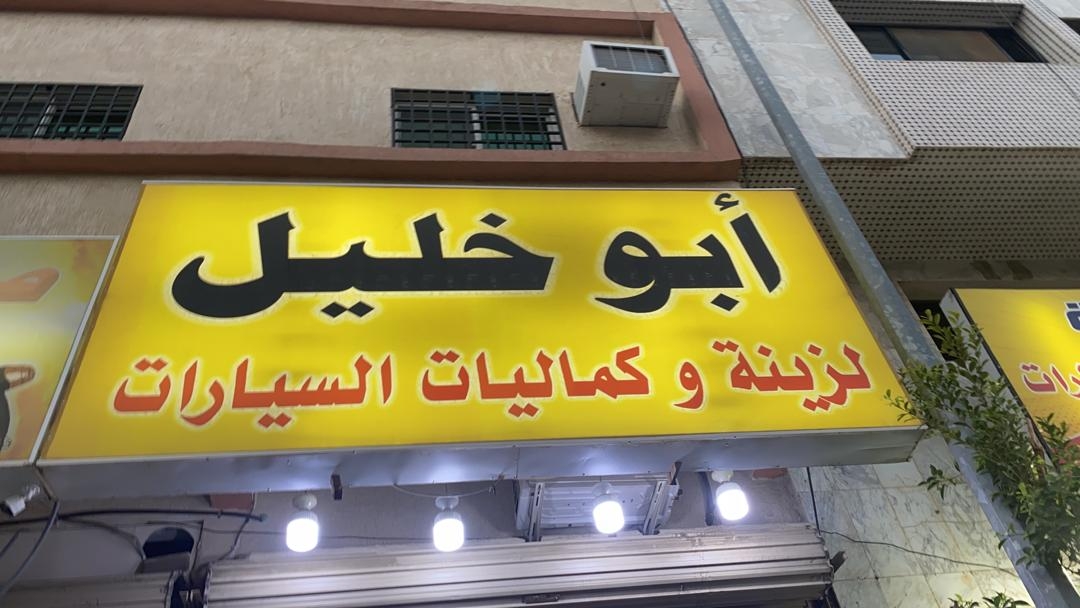 أبو خليل
لزينة و كماليات السيارات